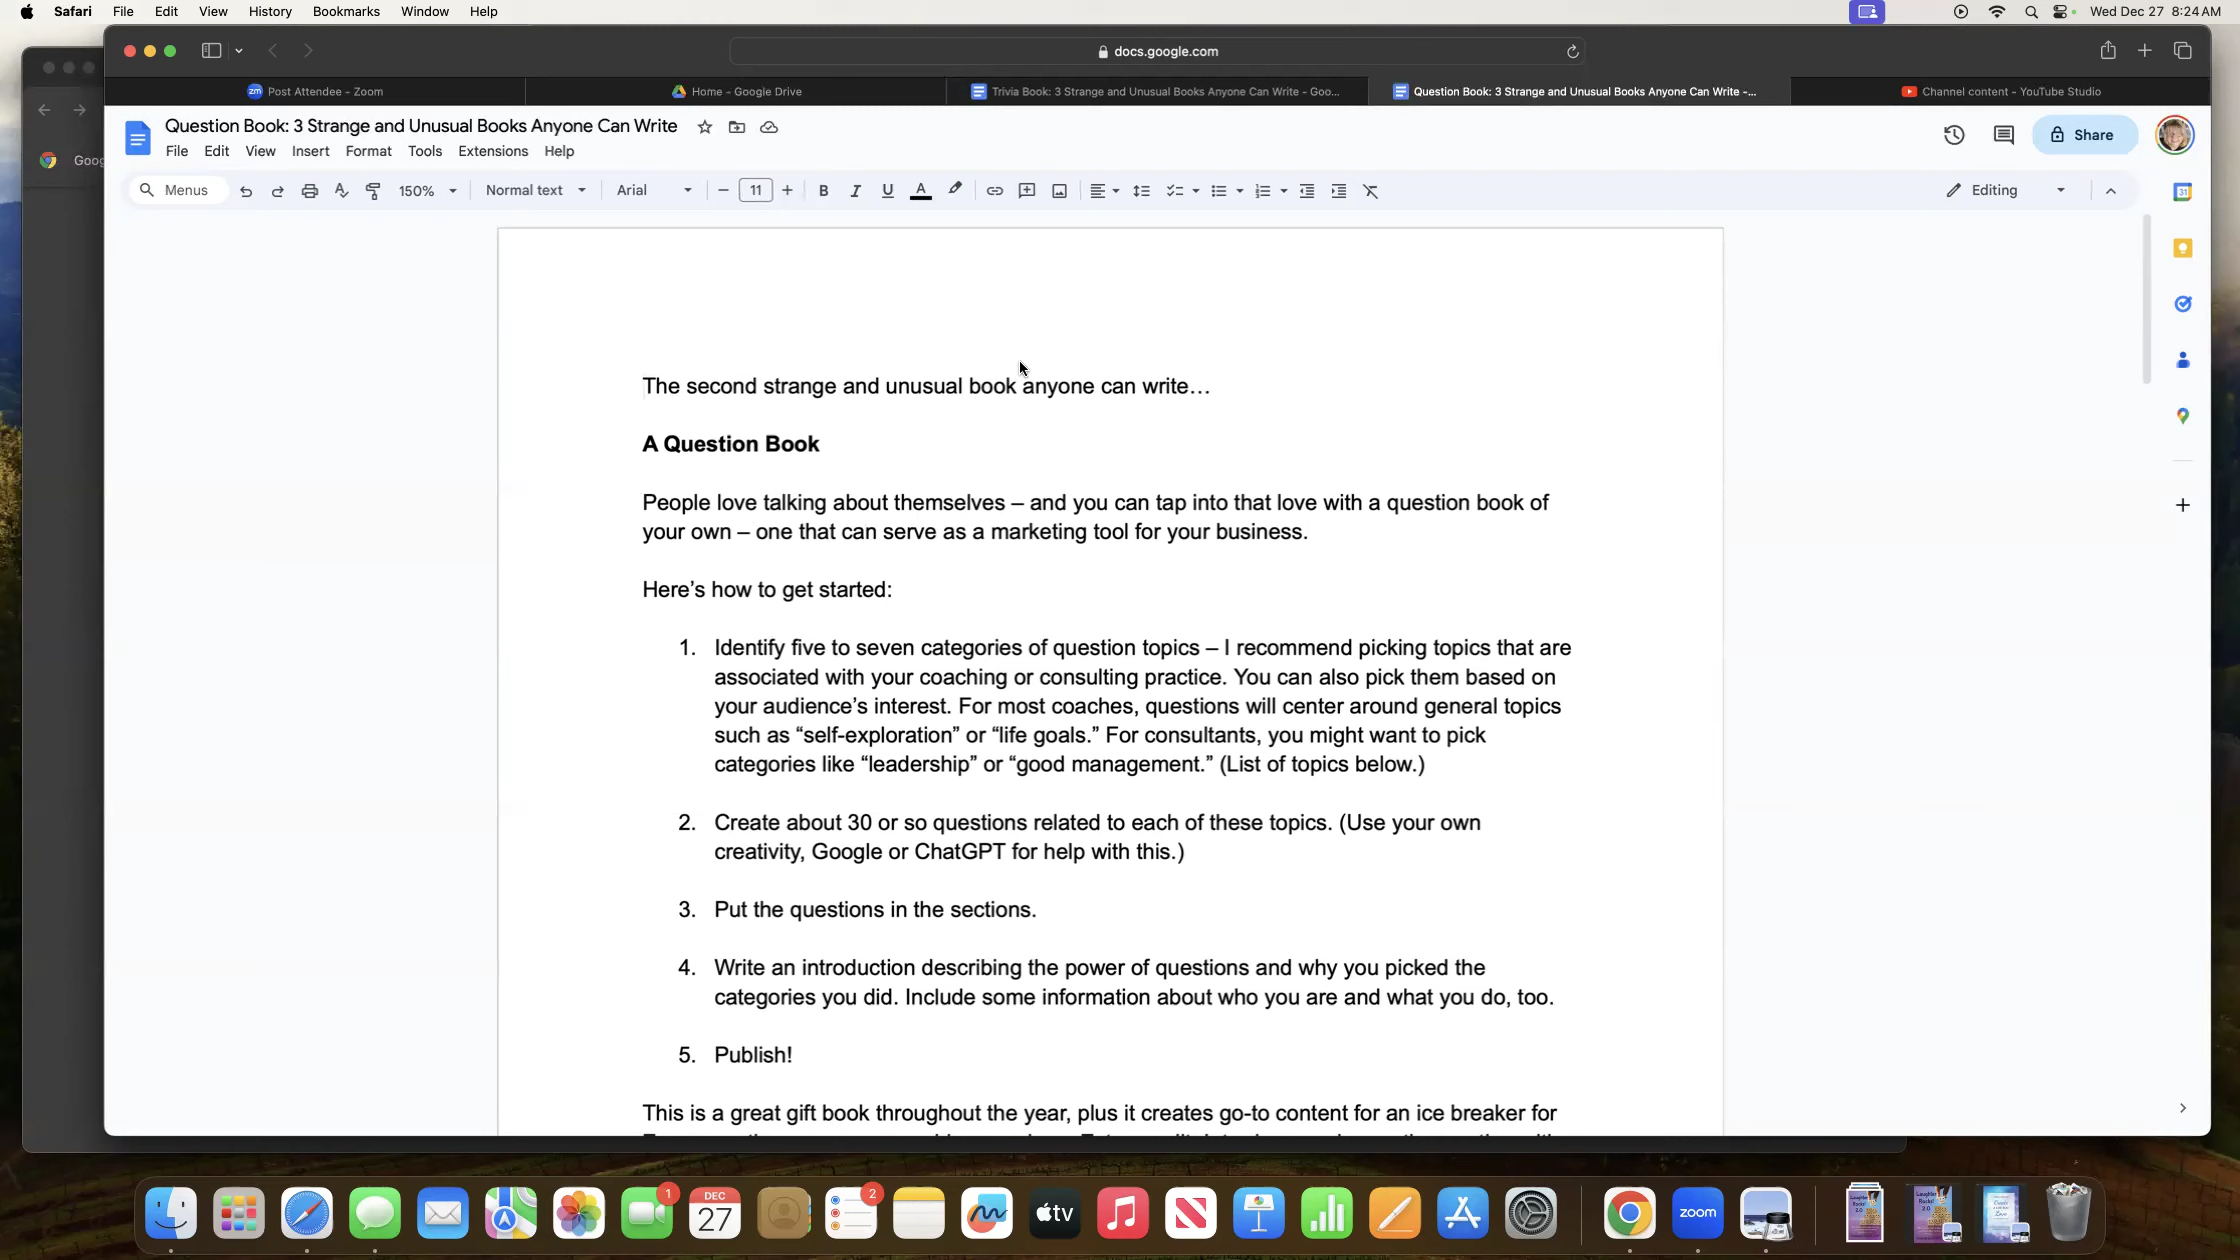 Safari File Edit View History Bookmarks Window Help Wed Dec 27 8:24 AM
docs.google.com
zm Post Attendee – Zoom
Home – Google Drive
Trivia Book: 3 Strange and Unusual Books Anyone Can Write - Goo...
Question Book: 3 Strange and Unusual Books Anyone Can Write -...
Channel content - YouTube Studio
Goog
Question Book: 3 Strange and Unusual Books Anyone Can Write
File Edit View Insert Format Tools Extensions Help
Share
Menus 150% Normal text Arial 11 B I U A Editing
31
The second strange and unusual book anyone can write…
A Question Book
People love talking about themselves – and you can tap into that love with a question book of
your own – one that can serve as a marketing tool for your business.
Here’s how to get started:
1. Identify five to seven categories of question topics – I recommend picking topics that are
associated with your coaching or consulting practice. You can also pick them based on
your audience’s interest. For most coaches, questions will center around general topics
such as “self-exploration” or “life goals.” For consultants, you might want to pick
categories like “leadership” or “good management.” (List of topics below.)
2. Create about 30 or so questions related to each of these topics. (Use your own
creativity, Google or ChatGPT for help with this.)
3. Put the questions in the sections.
4. Write an introduction describing the power of questions and why you picked the
categories you did. Include some information about who you are and what you do, too.
5. Publish!
This is a great gift book throughout the year, plus it creates go-to content for an ice breaker for
1 DEC 27 2 tv zoom